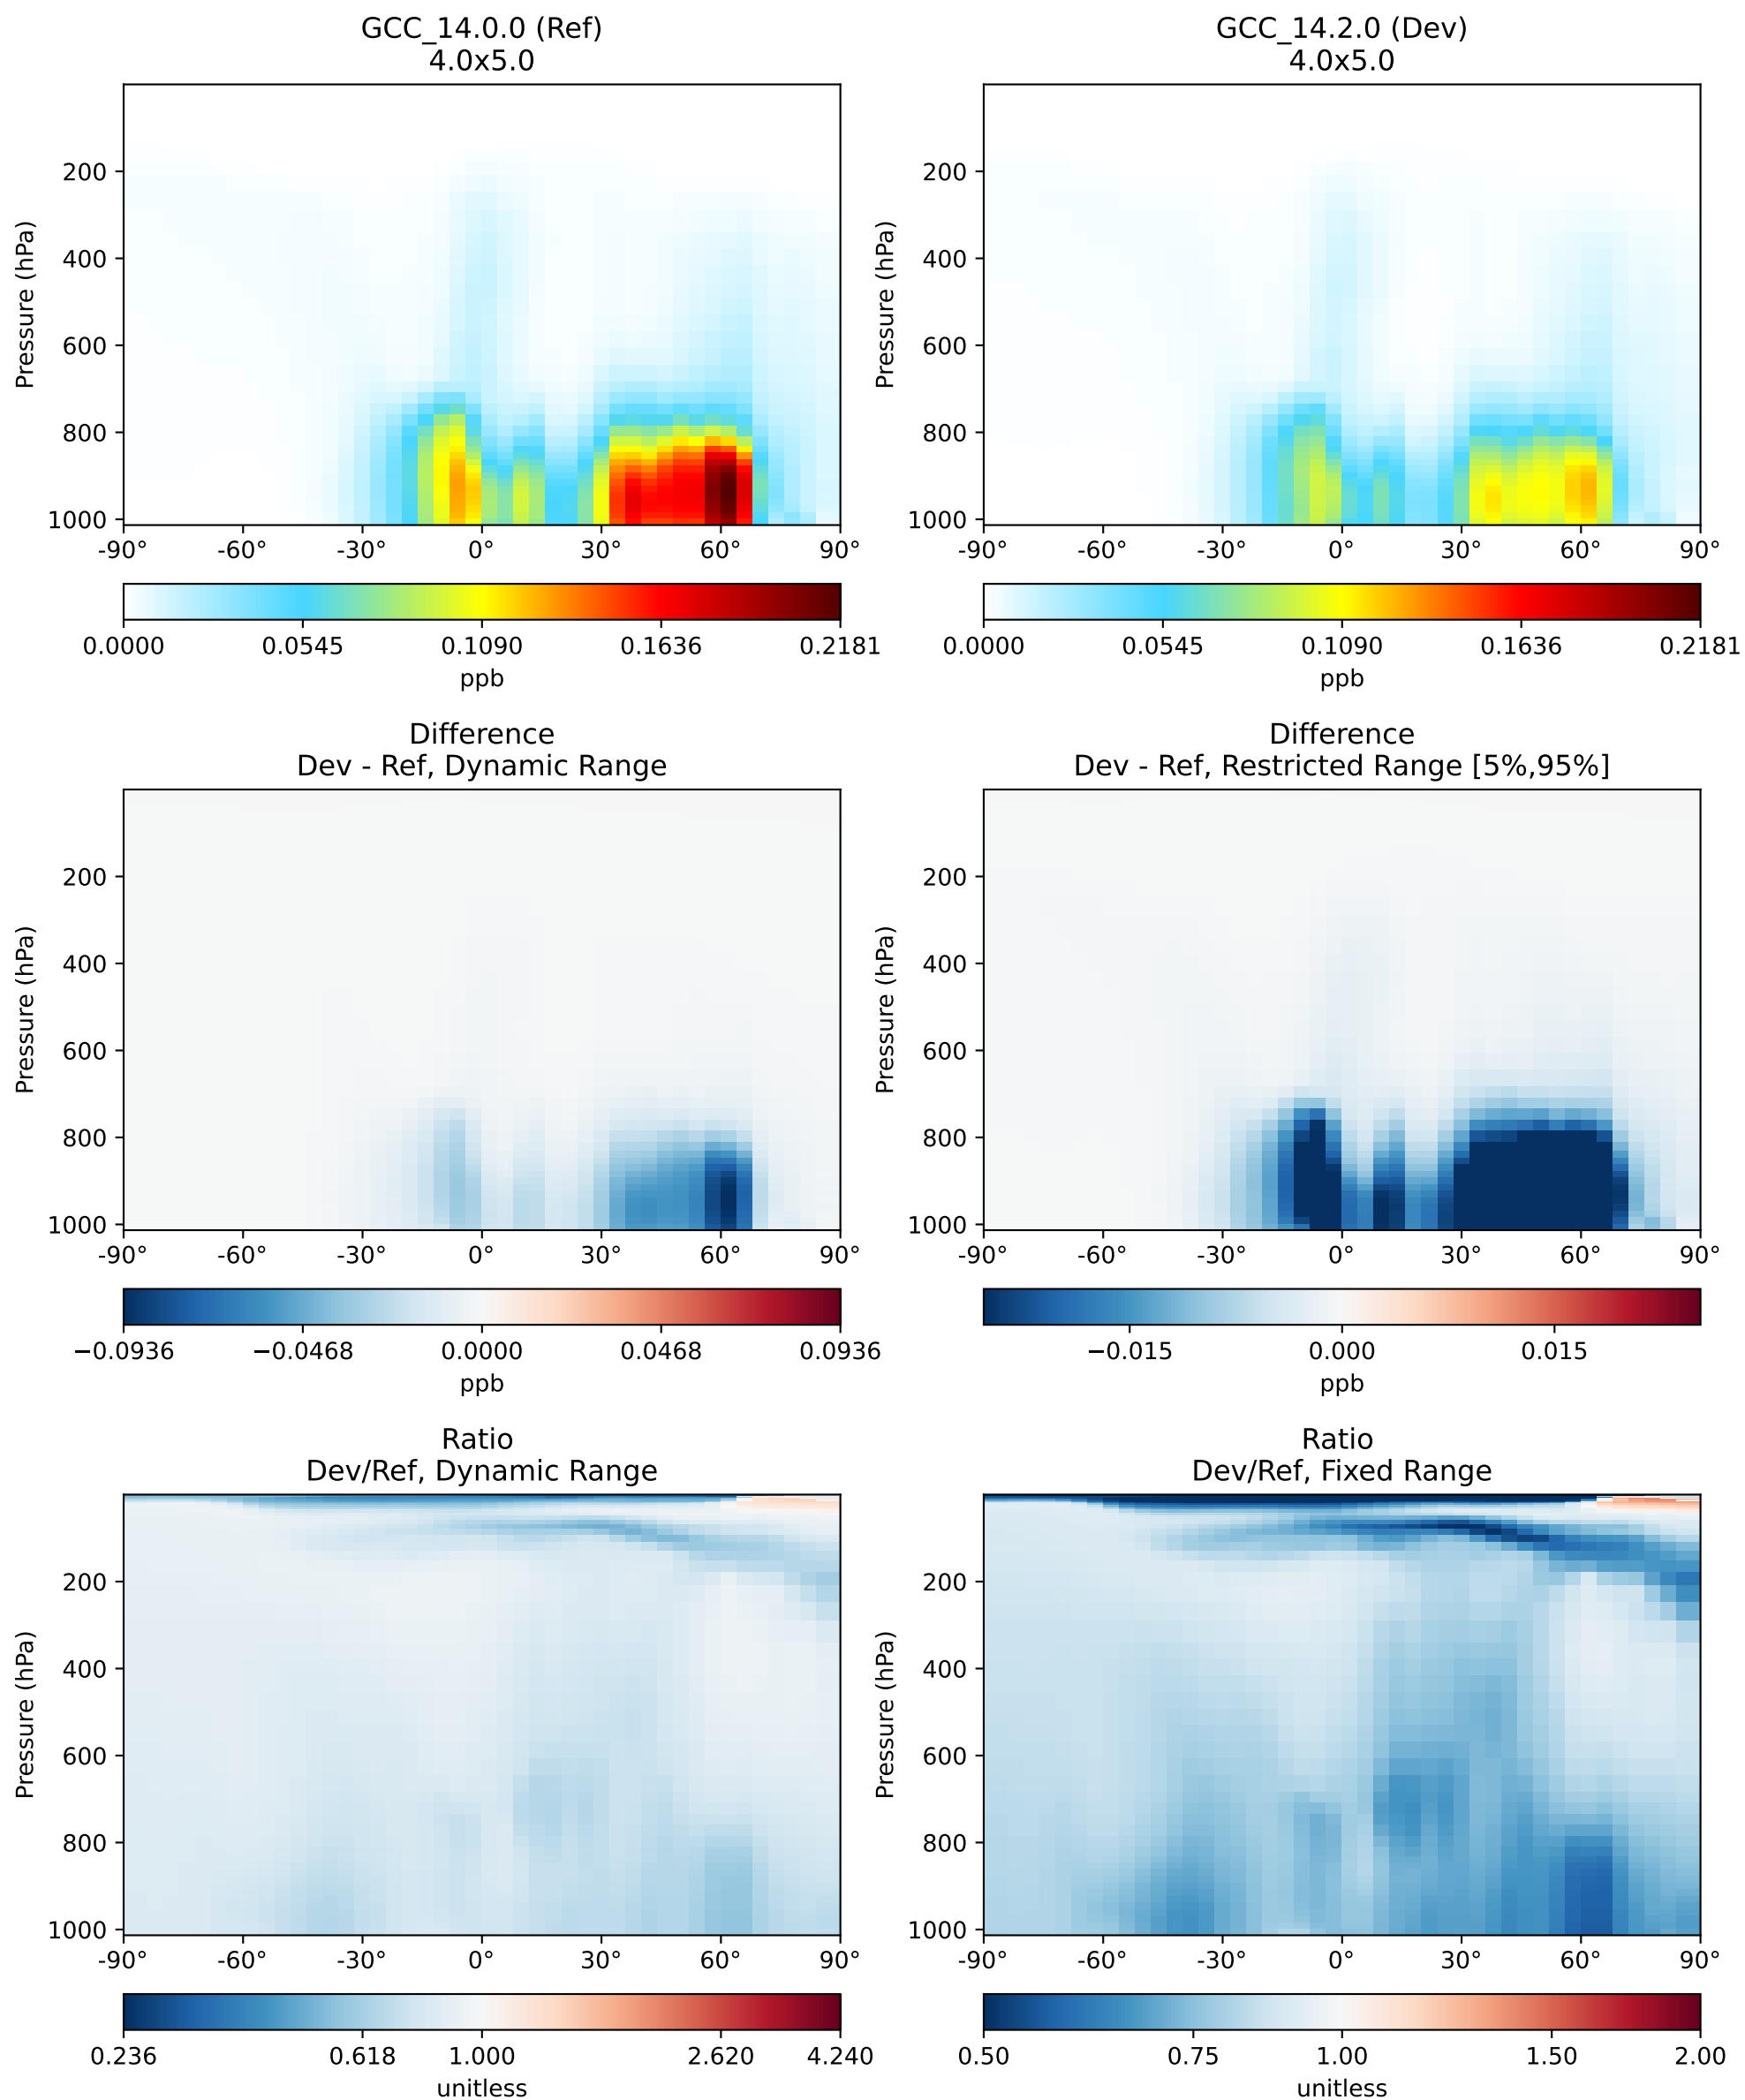 GCC_14.0.0 (Ref)
4.0x5.0
Pressure (hPa)
200
400
600
800
1000
-90° -60° -30° 0° 30° 60° 90°
0.0000 0.0545 0.1090 0.1636 0.2181
ppb
GCC_14.2.0 (Dev)
4.0x5.0
Pressure (hPa)
200
400
600
800
1000
-90° -60° -30° 0° 30° 60° 90°
0.0000 0.0545 0.1090 0.1636 0.2181
ppb
Difference
Dev - Ref, Dynamic Range
Pressure (hPa)
200
400
600
800
1000
-90° -60° -30° 0° 30° 60° 90°
−0.0936 −0.0468 0.0000 0.0468 0.0936
ppb
Difference
Dev - Ref, Restricted Range [5%,95%]
Pressure (hPa)
200
400
600
800
1000
-90° -60° -30° 0° 30° 60° 90°
−0.015 0.000 0.015
ppb
Ratio
Dev/Ref, Dynamic Range
Pressure (hPa)
200
400
600
800
1000
-90° -60° -30° 0° 30° 60° 90°
0.236 0.618 1.000 2.620 4.240
unitless
Ratio
Dev/Ref, Fixed Range
Pressure (hPa)
200
400
600
800
1000
-90° -60° -30° 0° 30° 60° 90°
0.50 0.75 1.00 1.50 2.00
unitless